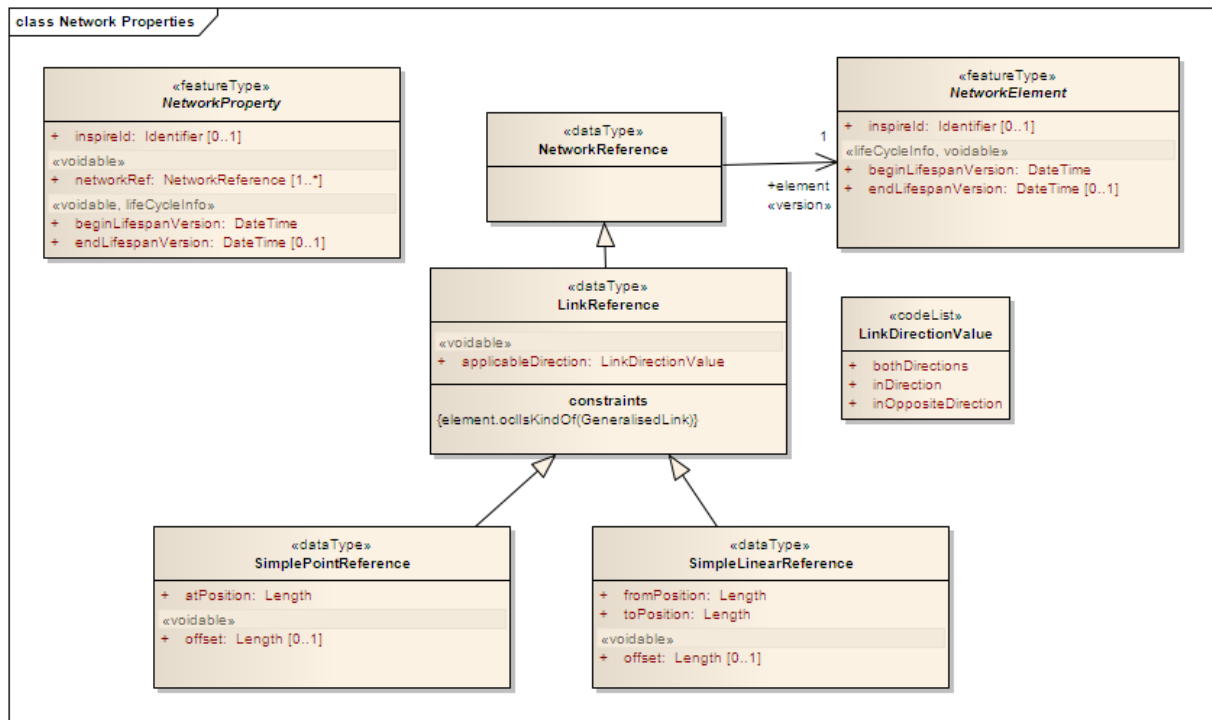 class Network Properties
«featureType»
NetworkProperty
+ inspireId: Identifier [0..1]
«voidable»
+ networkRef: NetworkReference [1..*]
«voidable, lifeCycleInfo»
+ beginLifespanVersion: DateTime
+ endLifespanVersion: DateTime [0..1]
«dataType»
NetworkReference
1
+element
«version»
«featureType»
NetworkElement
+ inspireId: Identifier [0..1]
«lifeCycleInfo, voidable»
+ beginLifespanVersion: DateTime
+ endLifespanVersion: DateTime [0..1]
«dataType»
LinkReference
«voidable»
+ applicableDirection: LinkDirectionValue
constraints
{element.oclIsKindOf(GeneralisedLink)}
«codeList»
LinkDirectionValue
+ bothDirections
+ inDirection
+ inOppositeDirection
«dataType»
SimplePointReference
+ atPosition: Length
«voidable»
+ offset: Length [0..1]
«dataType»
SimpleLinearReference
+ fromPosition: Length
+ toPosition: Length
«voidable»
+ offset: Length [0..1]